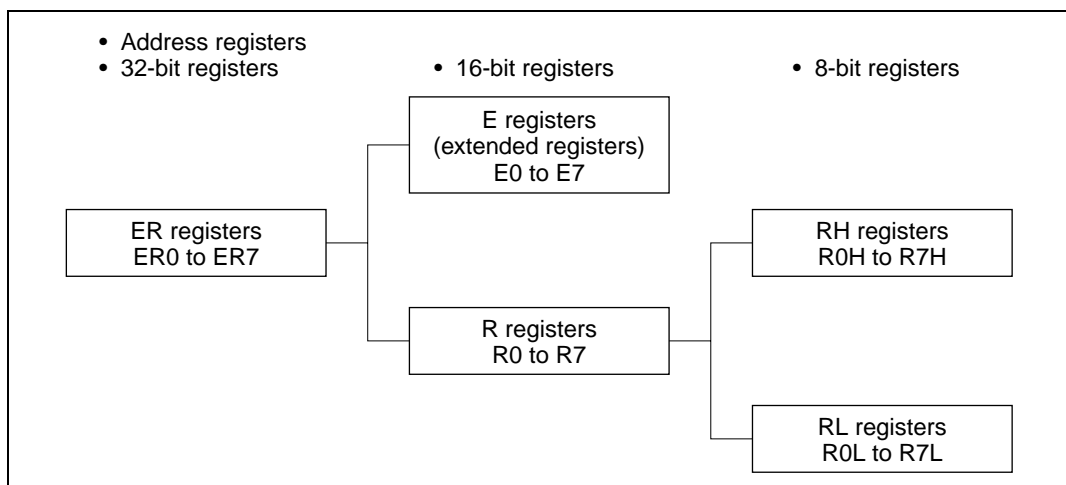 • Address registers
• 32-bit registers
• 16-bit registers
• 8-bit registers
E registers
(extended registers)
E0 to E7
ER registers
ER0 to ER7
RH registers
R0H to R7H
R registers
R0 to R7
RL registers
R0L to R7L